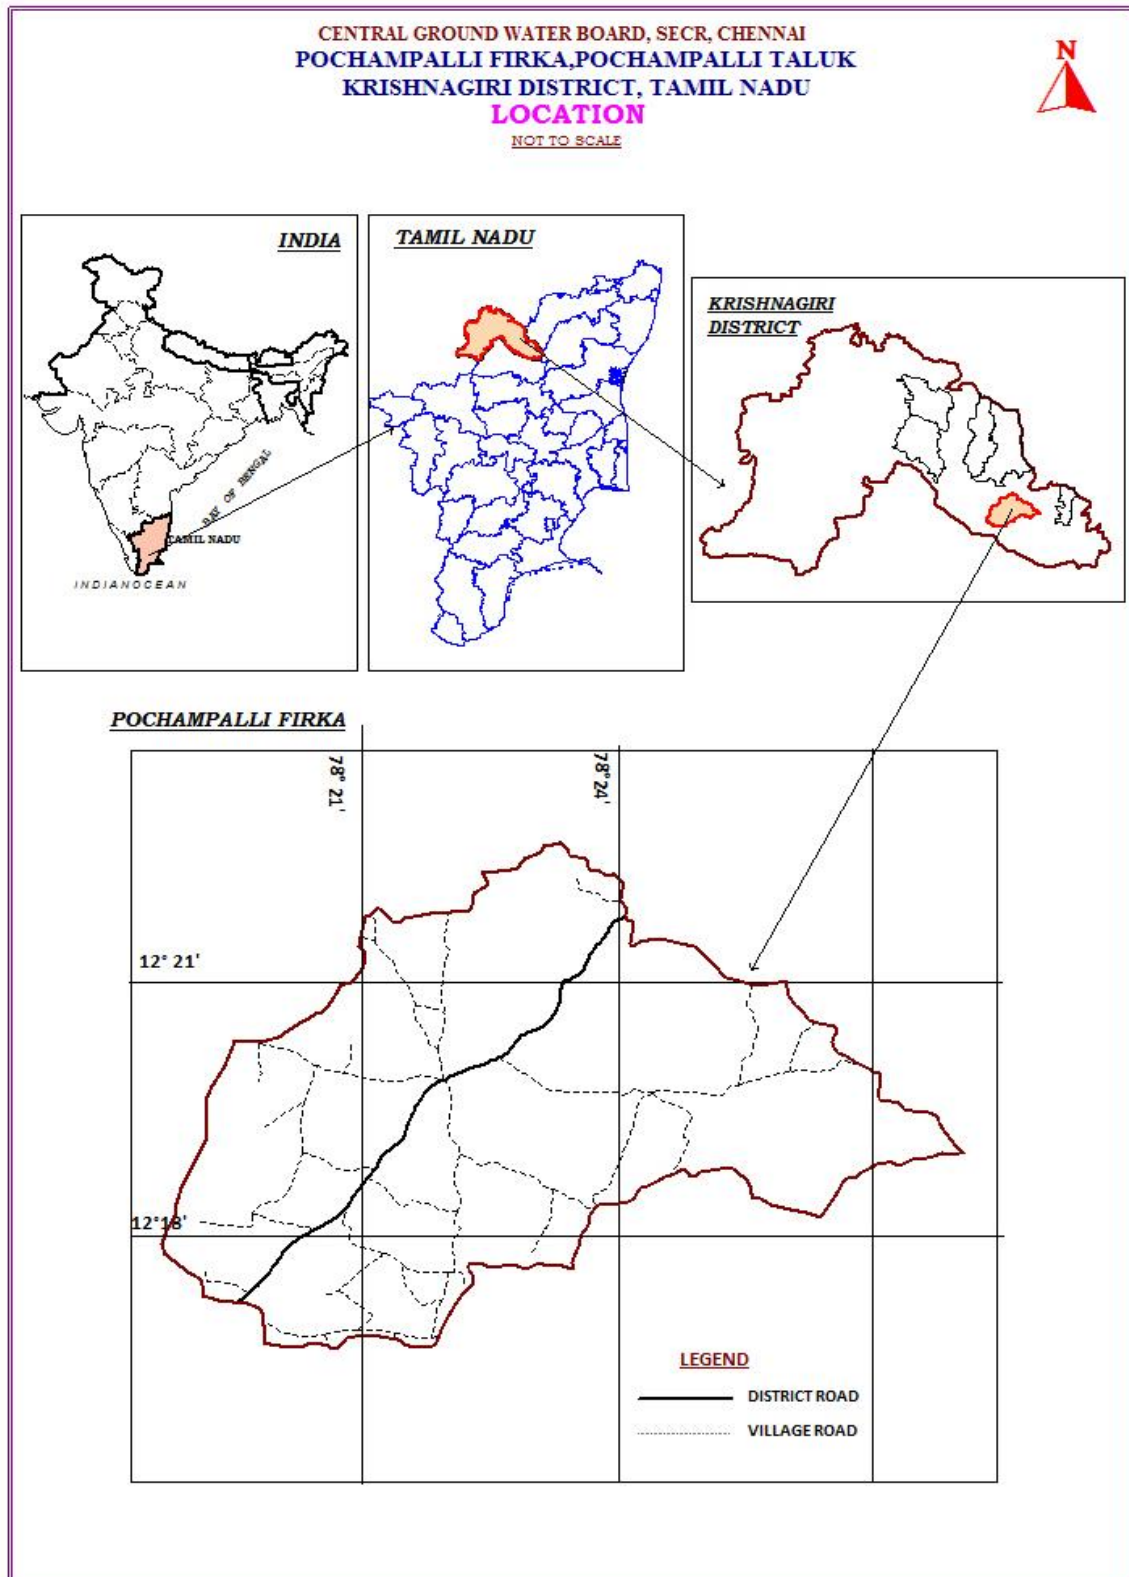 CENTRAL GROUND WATER BOARD, SECR, CHENNAI
POCHAMPALLI FIRKA,POCHAMPALLI TALUK
KRISHNAGIRI DISTRICT, TAMIL NADU
LOCATION
NOT TO SCALE
N
INDIA
BAY OF BENGAL
TAMIL NADU
INDIANOCEAN
TAMIL NADU
KRISHNAGIRI
DISTRICT
POCHAMPALLI FIRKA
78° 21'
78° 24'
12° 21'
12°18'
LEGEND
DISTRICT ROAD
VILLAGE ROAD